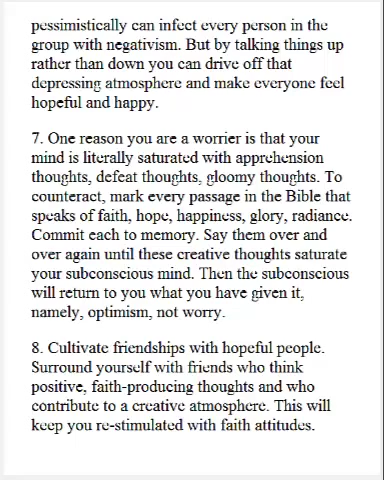 pessimistically can infect every person in the
group with negativism. But by talking things up
rather than down you can drive off that
depressing atmosphere and make everyone feel
hopeful and happy.
7. One reason you are a worrier is that your
mind is literally saturated with apprehension
thoughts, defeat thoughts, gloomy thoughts. To
counteract, mark every passage in the Bible that
speaks of faith, hope, happiness, glory, radiance.
Commit each to memory. Say them over and
over again until these creative thoughts saturate
your subconscious mind. Then the subconscious
will return to you what you have given it,
namely, optimism, not worry.
8. Cultivate friendships with hopeful people.
Surround yourself with friends who think
positive, faith-producing thoughts and who
contribute to a creative atmosphere. This will
keep you re-stimulated with faith attitudes.